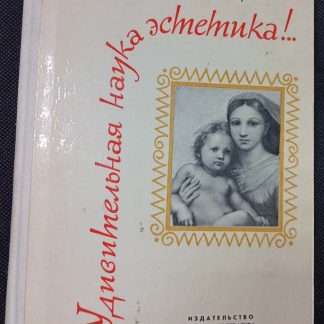 Удивительная наука эстетика!..
ИЗДАТЕЛЬСТВО